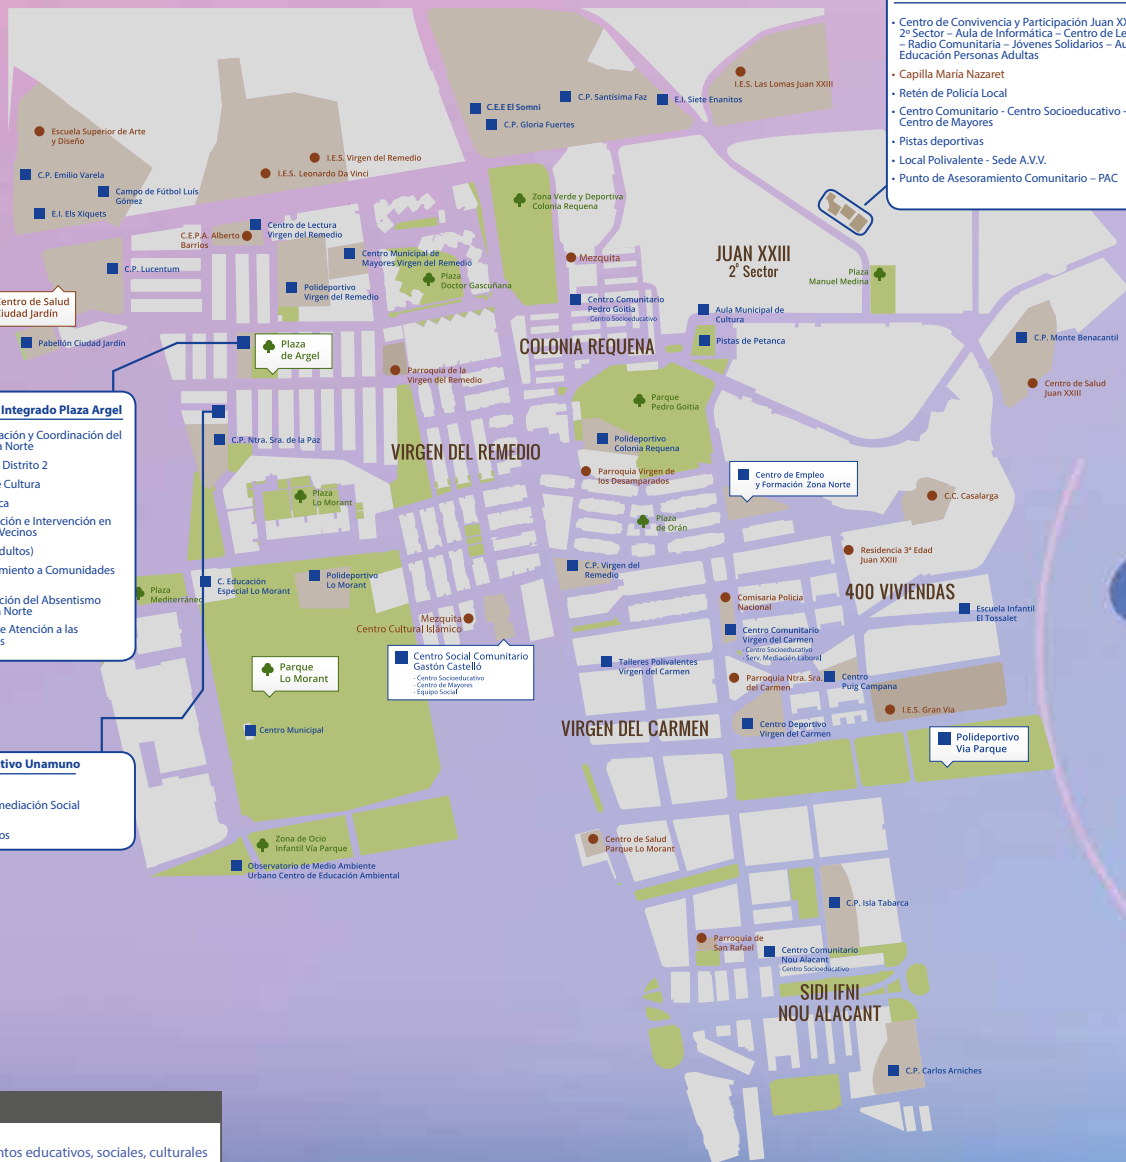 • Centro de Convivencia y Participación Juan XX
2º Sector – Aula de Informática – Centro de Le
– Radio Comunitaria – Jóvenes Solidarios – Au
Educación Personas Adultas
• Capilla María Nazaret
• Retén de Policía Local
• Centro Comunitario - Centro Socioeducativo -
Centro de Mayores
• Pistas deportivas
• Local Polivalente - Sede A.V.V.
• Punto de Asesoramiento Comunitario – PAC
I.E.S. Las Lomas Juan XXIII
C.P. Santísima Faz
E.I. Siete Enanitos
C.E.E El Somni
C.P. Gloria Fuertes
Escuela Superior de Arte
y Diseño
I.E.S. Virgen del Remedio
I.E.S. Leonardo Da Vinci
C.P. Emilio Varela
Campo de Fútbol Luís
Gómez
E.I. Els Xiquets
Zona Verde y Deportiva
Colonia Requena
C.E.P.A. Alberto
Barrios
Centro de Lectura
Virgen del Remedio
Centro Municipal de
Mayores Virgen del Remedio
Mezquita
JUAN XXIII
2º Sector
C.P. Lucentum
Plaza
Doctor Gascuñana
Plaza
Manuel Medina
Polideportivo
Virgen del Remedio
entro de Salud
iudad Jardín
Centro Comunitario
Pedro Goitia
- Centro Socioeducativo
Aula Municipal de
Cultura
Pabellón Ciudad Jardín
Plaza
de Argel
COLONIA REQUENA
Pistas de Petanca
C.P. Monte Benacantil
Parroquia de la
Virgen del Remedio
Centro de Salud
Juan XXIII
Parque
Pedro Goitia
Integrado Plaza Argel
ación y Coordinación del
a Norte
Distrito 2
e Cultura
ca
ción e Intervención en
Vecinos
dultos)
miento a Comunidades
ción del Absentismo
a Norte
e Atención a las
s
C.P. Ntra. Sra. de la Paz
VIRGEN DEL REMEDIO
Polideportivo
Colonia Requena
Parroquia Virgen de
los Desamparados
Centro de Empleo
y Formación Zona Norte
Plaza
Lo Morant
C.C. Casalarga
Plaza
de Orán
Residencia 3ª Edad
Juan XXIII
C.P. Virgen del
Remedio
C. Educación
Especial Lo Morant
Polideportivo
Lo Morant
Plaza
Mediterráneo
400 VIVIENDAS
Comisaria Policia
Nacional
Escuela Infantil
El Tossalet
Mezquita
Centro Cultural Islámico
Centro Comunitario
Virgen del Carmen
- Centro Socioeducativo
- Serv. Mediación Laboral
Centro Social Comunitario
Gastón Castelló
- Centro Socioeducativo
- Centro de Mayores
- Equipo Social
Parque
Lo Morant
Talleres Polivalentes
Virgen del Carmen
Parroquia Ntra. Sra.
del Carmen
Centro
Puig Campana
I.E.S. Gran Vía
Centro Municipal
VIRGEN DEL CARMEN
Centro Deportivo
Virgen del Carmen
Polideportivo
Via Parque
tivo Unamuno
mediación Social
os
Zona de Ocio
Infantil Vía Parque
Observatorio de Medio Ambiente
Urbano Centro de Educación Ambiental
Centro de Salud
Parque Lo Morant
C.P. Isla Tabarca
Parroquia de
San Rafael
Centro Comunitario
Nou Alacant
- Centro Socioeducativo
SIDI IFNI
NOU ALACANT
C.P. Carlos Arniches
ntos educativos, sociales, culturales